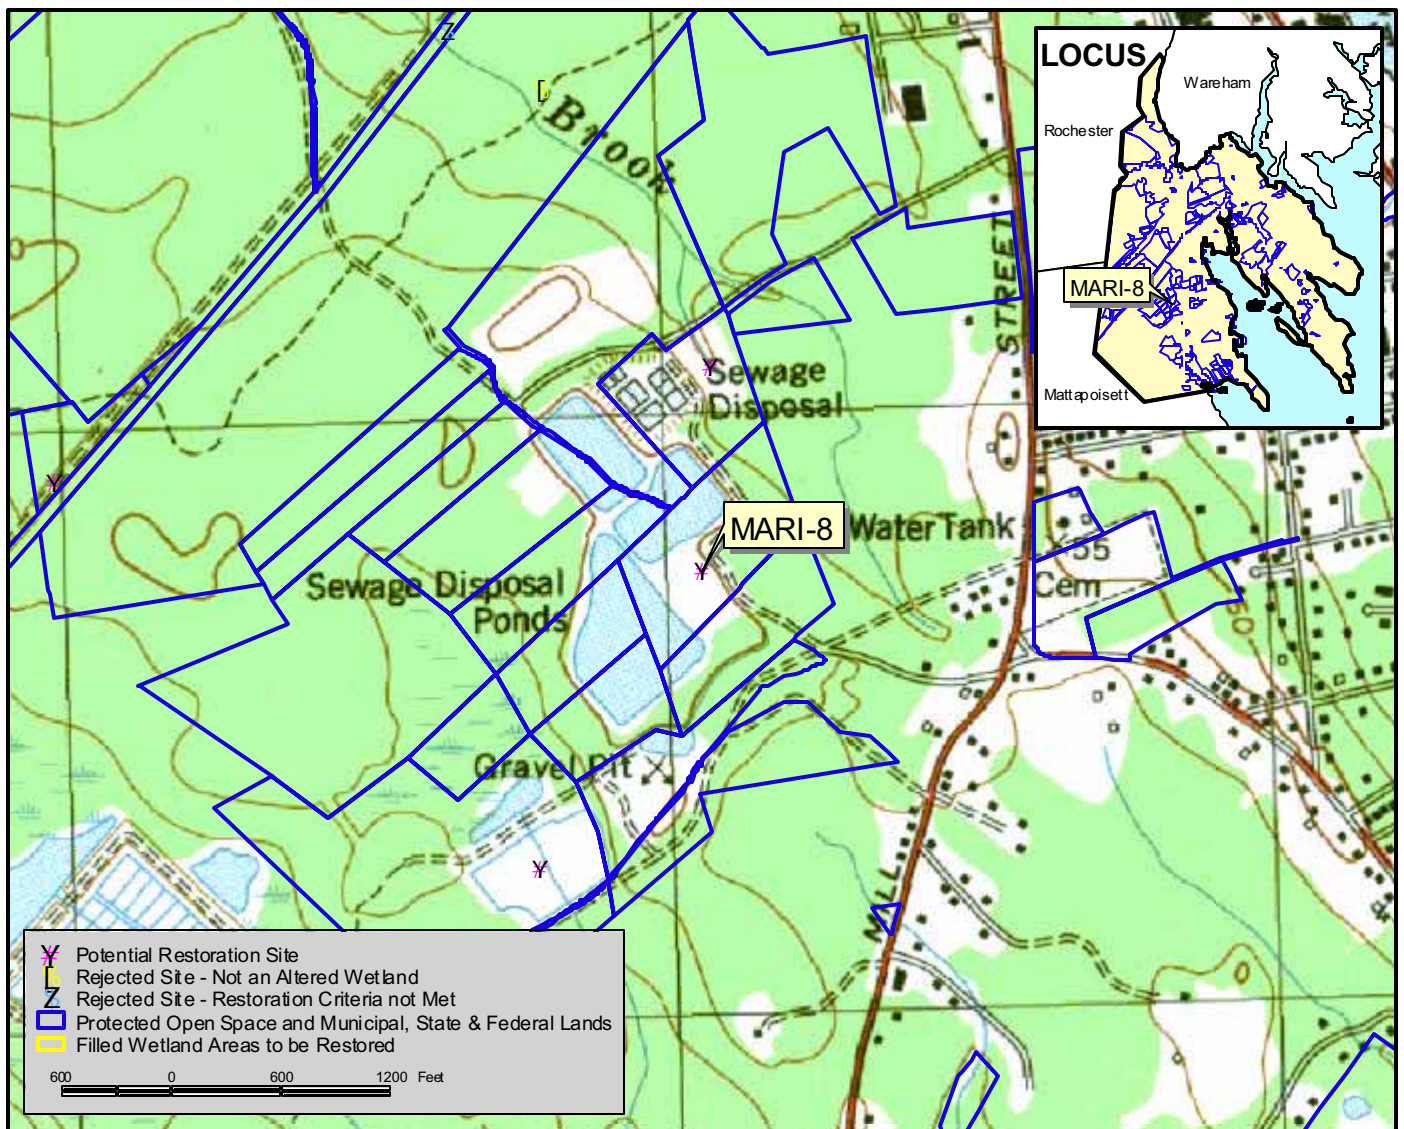 LOCUS
Wareham
Rochester
MARI-8
Mattapoisett
Z
Brook
STREET
Y
Sewage
Disposal
Y
MARI-8
Water Tank
55
Cem
Y
Sewage Disposal
Ponds
Gravel Pit
Y
MILL
Y Potential Restoration Site
[ Rejected Site - Not an Altered Wetland
Z Rejected Site - Restoration Criteria not Met
Protected Open Space and Municipal, State & Federal Lands
Filled Wetland Areas to be Restored
600 0 600 1200 Feet